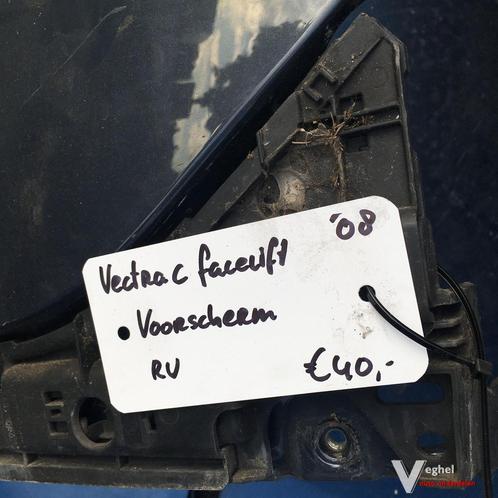 Vectra C facelift '08
Voorscherm
RV €40,-
Veghel